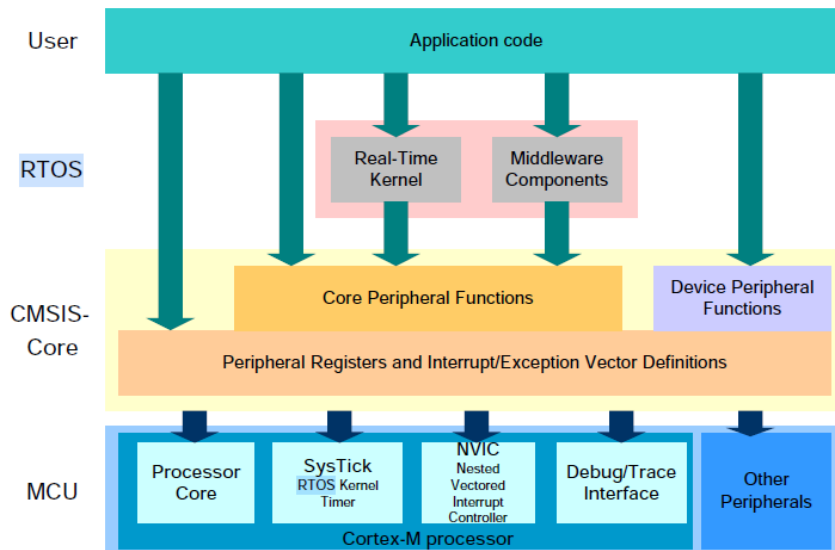 User
Application code
RTOS
Real-Time
Kernel
Middleware
Components
CMSIS-
Core
Core Peripheral Functions
Device Peripheral
Functions
Peripheral Registers and Interrupt/Exception Vector Definitions
MCU
Processor
Core
SysTick
RTOS Kernel
Timer
NVIC
Nested
Vectored
Interrupt
Controller
Debug/Trace
Interface
Other
Peripherals
Cortex-M processor